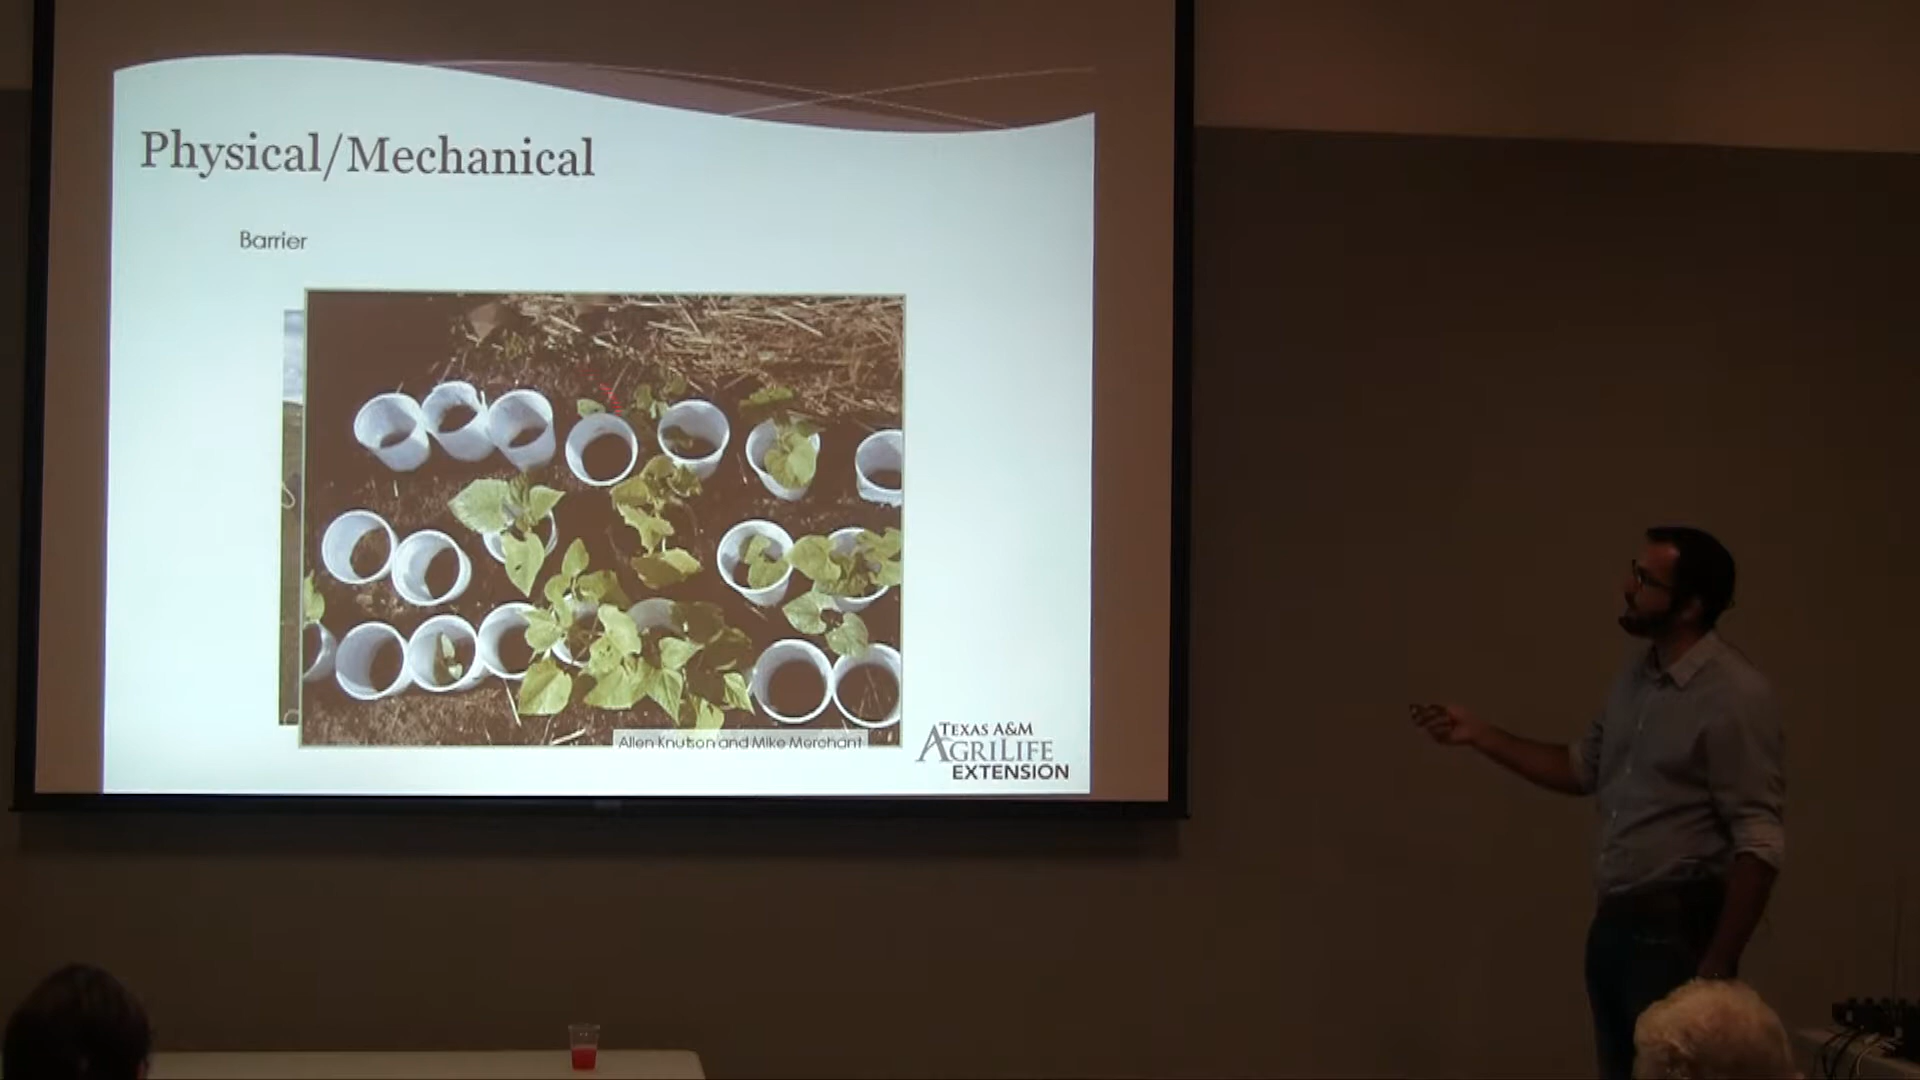 Physical/Mechanical
Barrier
Allen Knutson and Mike Merchant
TEXAS A&M
AGRILIFE
EXTENSION